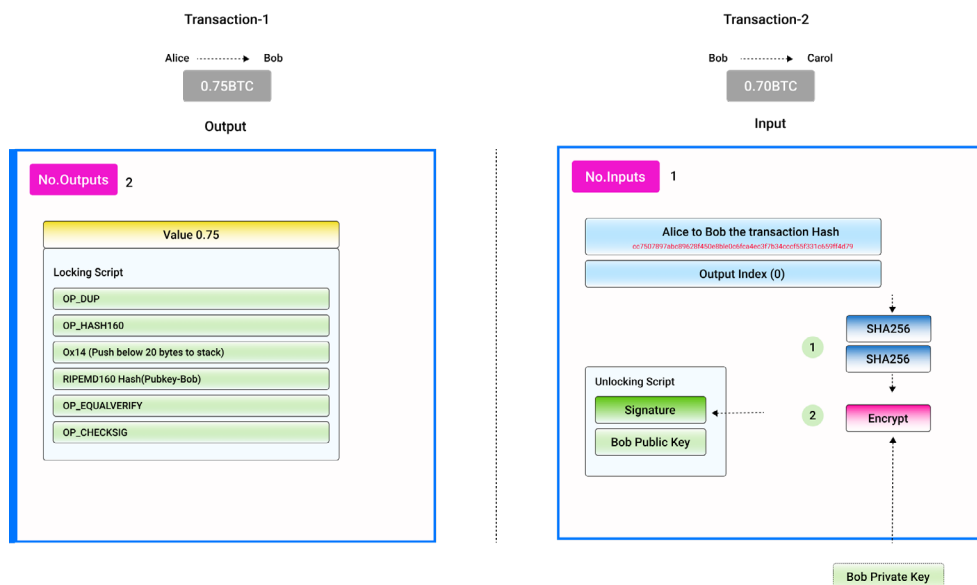 Transaction-1
Alice
Bob
0.75BTC
Output
No.Outputs
2
Value 0.75
Locking Script
OP_DUP
OP_HASH160
0x14 (Push below 20 bytes to stack)
RIPEMD160 Hash(Pubkey-Bob)
OP_EQUALVERIFY
OP_CHECKSIG
Transaction-2
Bob
Carol
0.70BTC
Input
No.Inputs
1
Alice to Bob the transaction Hash
Output Index (0)
SHA256
1
SHA256
Unlocking Script
Signature
2
Encrypt
Bob Public Key
Bob Private Key